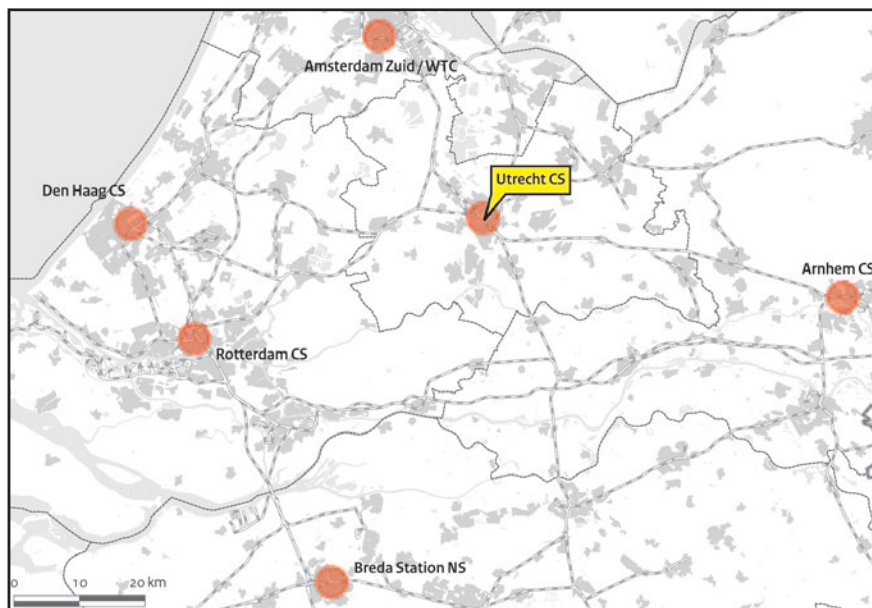 Amsterdam Zuid / WTC
Utrecht CS
Den Haag CS
Arnhem CS
Rotterdam CS
Breda Station NS
0 10 20 km